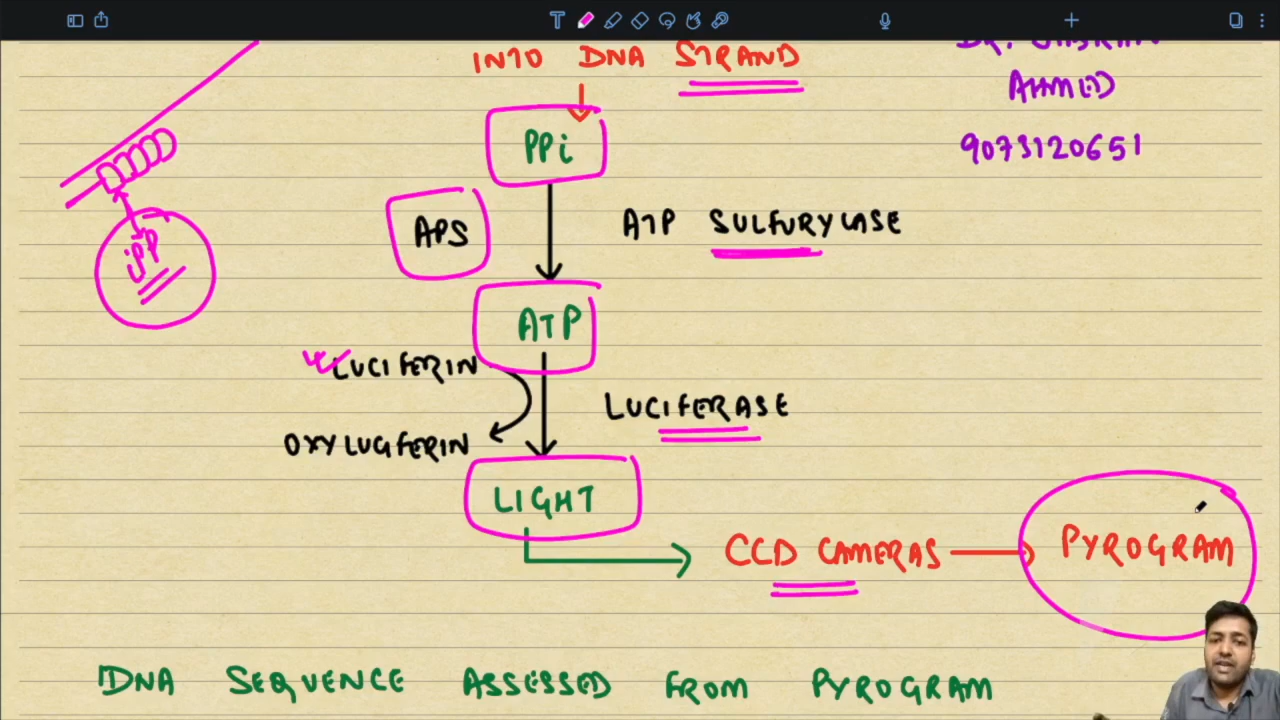 INTO DNA STRAND
AHMED
9073120651
PPi
APS
ATP SULFURYLASE
iPP
ATP
LUCIFERIN
LUCIFERASE
OXYLUCIFERIN
LIGHT
CCD CAMERAS
PYROGRAM
DNA SEQUENCE ASSESSED FROM PYROGRAM